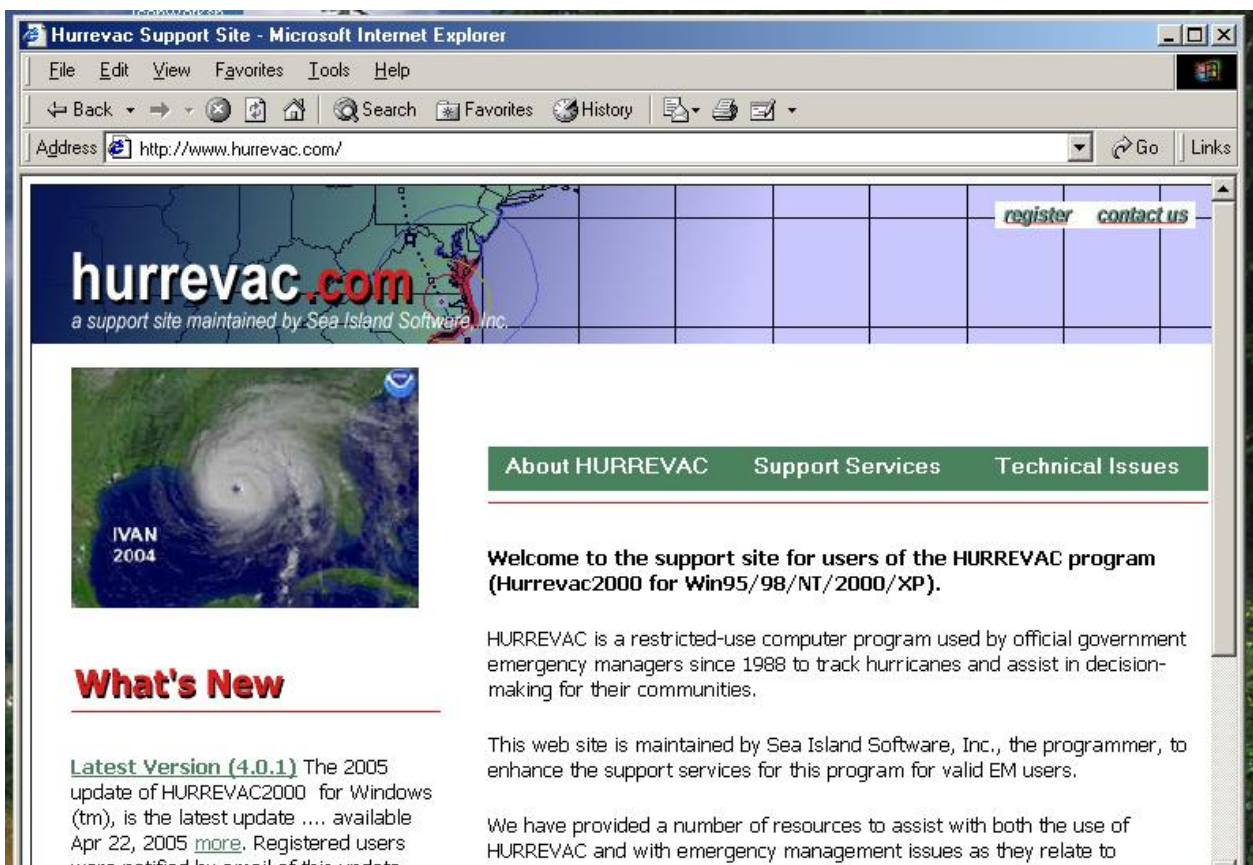 Hurrevac Support Site - Microsoft Internet Explorer
File Edit View Favorites Tools Help
Back Search Favorites History
Address http://www.hurrevac.com/ Go Links
register contact us
hurrevac.com
a support site maintained by Sea Island Software, Inc.
IVAN
2004
About HURREVAC Support Services Technical Issues
What's New
Latest Version (4.0.1) The 2005
update of HURREVAC2000 for Windows
(tm), is the latest update .... available
Apr 22, 2005 more. Registered users
were notified by email of this update
Welcome to the support site for users of the HURREVAC program
(Hurrevac2000 for Win95/98/NT/2000/XP).
HURREVAC is a restricted-use computer program used by official government
emergency managers since 1988 to track hurricanes and assist in decision-
making for their communities.
This web site is maintained by Sea Island Software, Inc., the programmer, to
enhance the support services for this program for valid EM users.
We have provided a number of resources to assist with both the use of
HURREVAC and with emergency management issues as they relate to